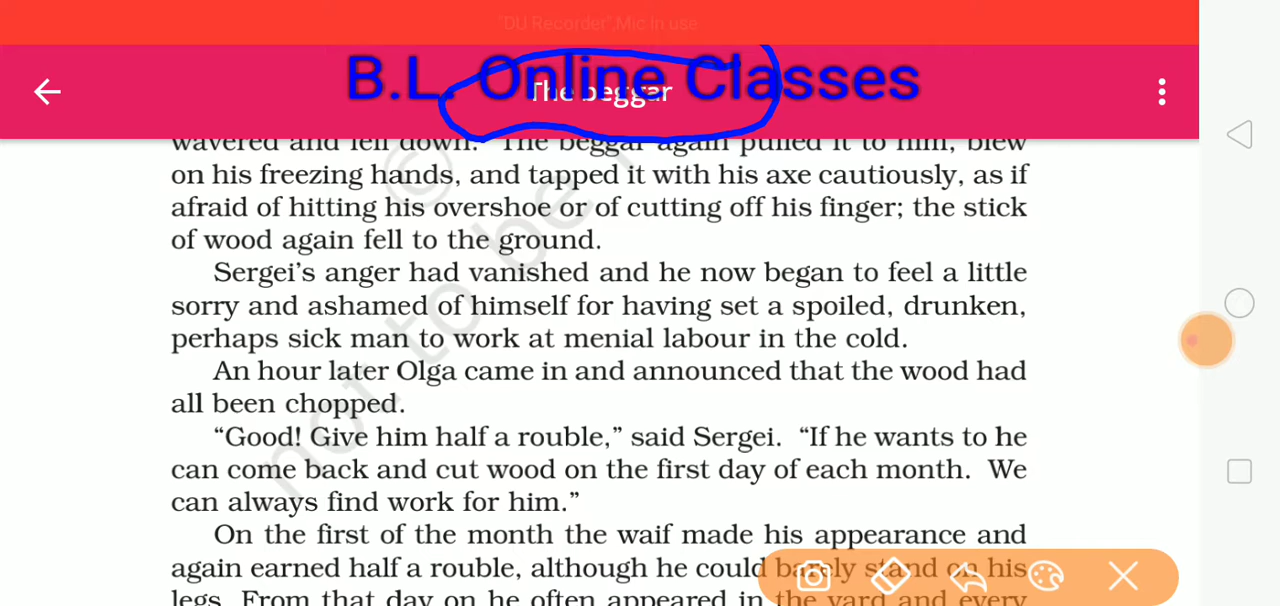 "DU Recorder".Mic in use
B.L. Online Classes
The beggar
wavered and fell down. The beggar again pulled it to him, blew
on his freezing hands, and tapped it with his axe cautiously, as if
afraid of hitting his overshoe or of cutting off his finger; the stick
of wood again fell to the ground.
Sergei’s anger had vanished and he now began to feel a little
sorry and ashamed of himself for having set a spoiled, drunken,
perhaps sick man to work at menial labour in the cold.
An hour later Olga came in and announced that the wood had
all been chopped.
“Good! Give him half a rouble,” said Sergei. “If he wants to he
can come back and cut wood on the first day of each month. We
can always find work for him.”
On the first of the month the waif made his appearance and
again earned half a rouble, although he could barely stand on his
legs. From that day on he often appeared in the yard and every
© not to be r